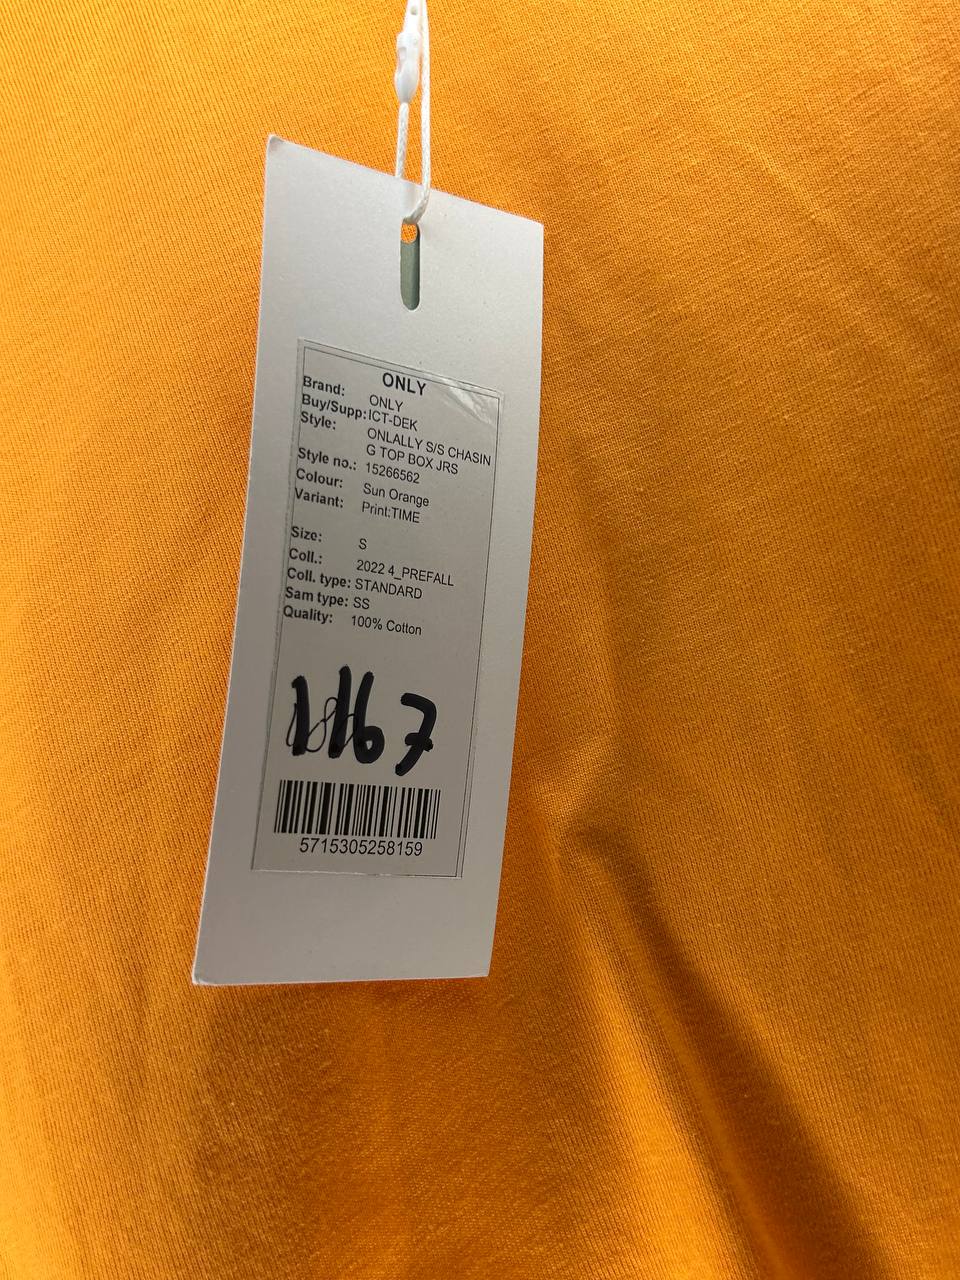 ONLY
Brand: ONLY
Buy/Supp: ICT-DEK
Style: ONLALLY S/S CHASIN
G TOP BOX JRS
Style no.: 15266562
Colour: Sun Orange
Variant: Print:TIME
Size: S
Coll.: 2022 4_PREFALL
Coll. type: STANDARD
Sam type: SS
Quality: 100% Cotton
1167
5715305258159